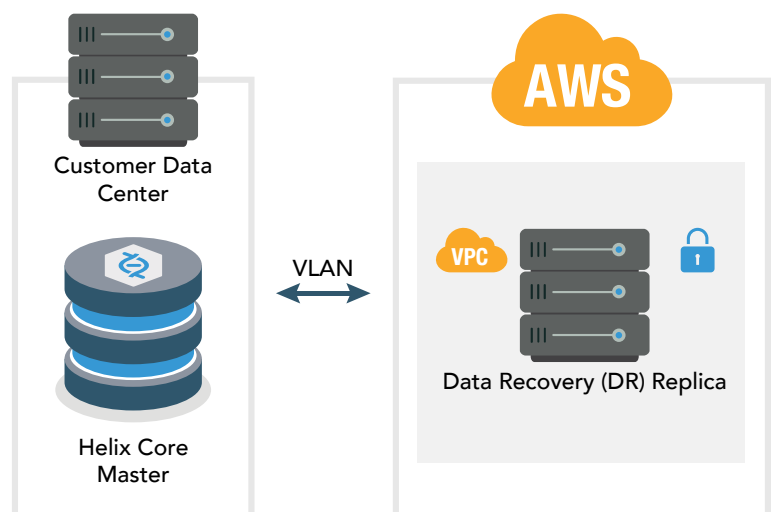 Customer Data
Center
Helix Core
Master
VLAN
AWS
VPC
Data Recovery (DR) Replica